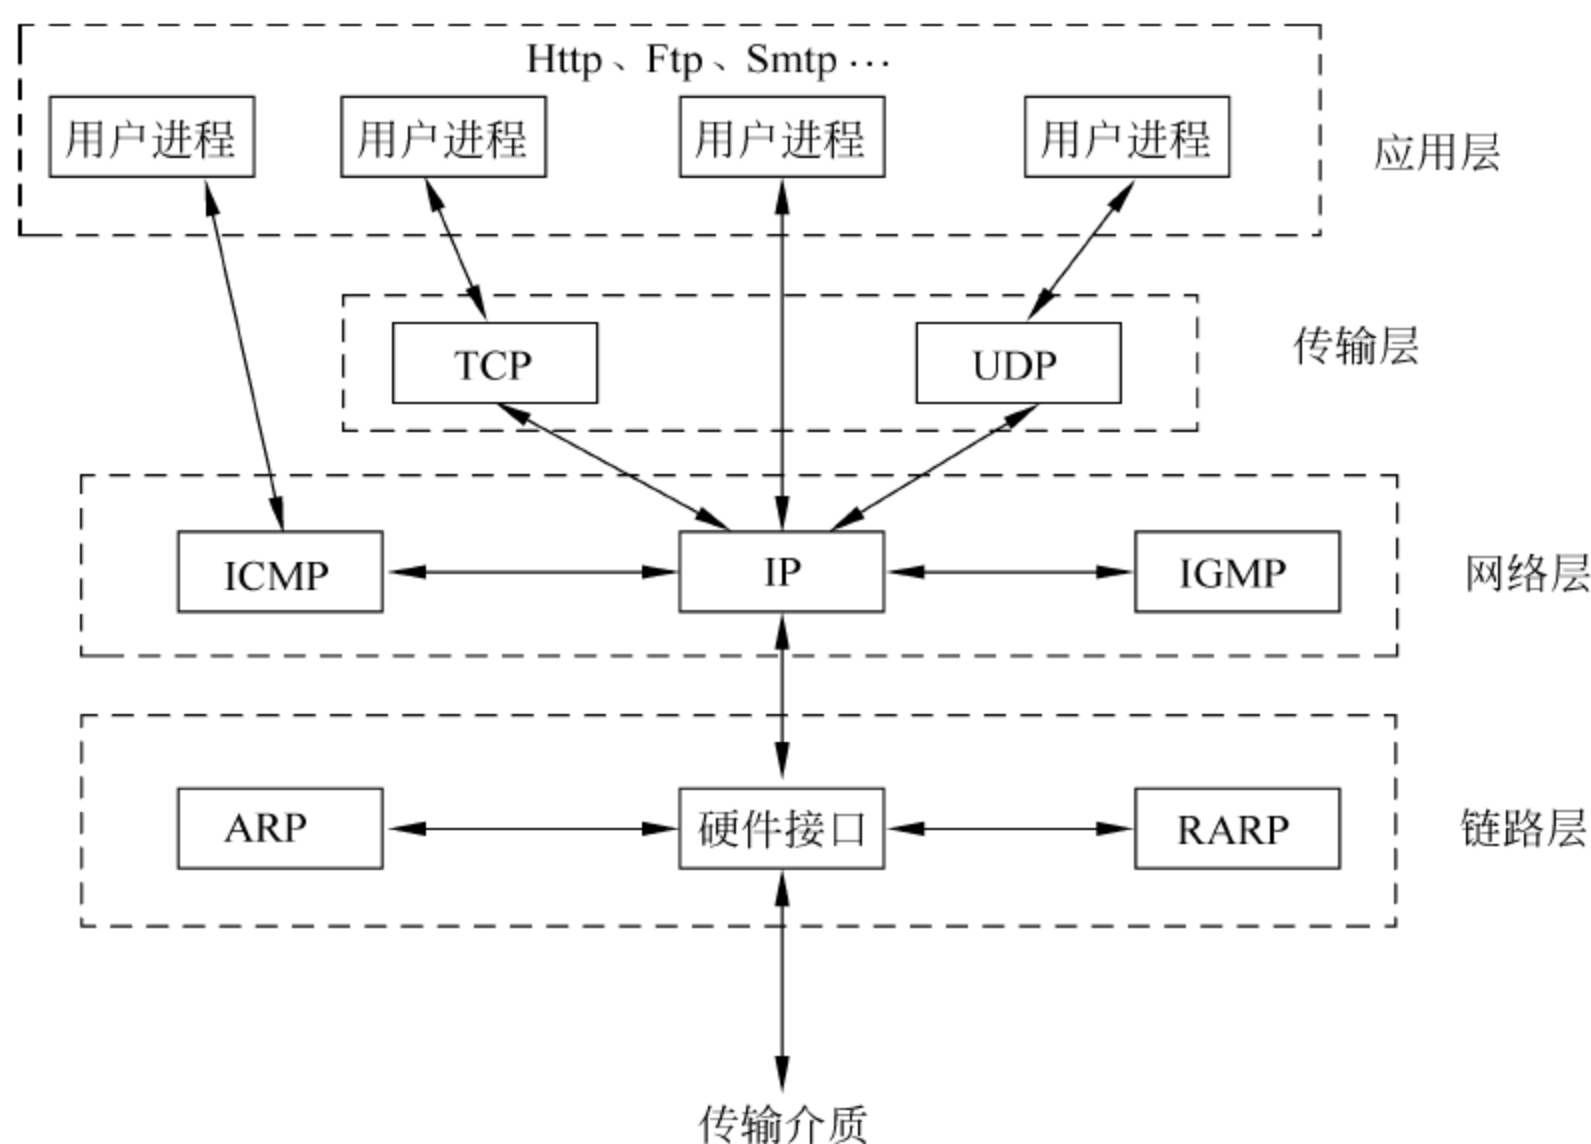 Http、Ftp、Smtp…
用户进程 用户进程 用户进程 用户进程
应用层
TCP UDP
传输层
ICMP IP IGMP
网络层
ARP 硬件接口 RARP
链路层
传输介质